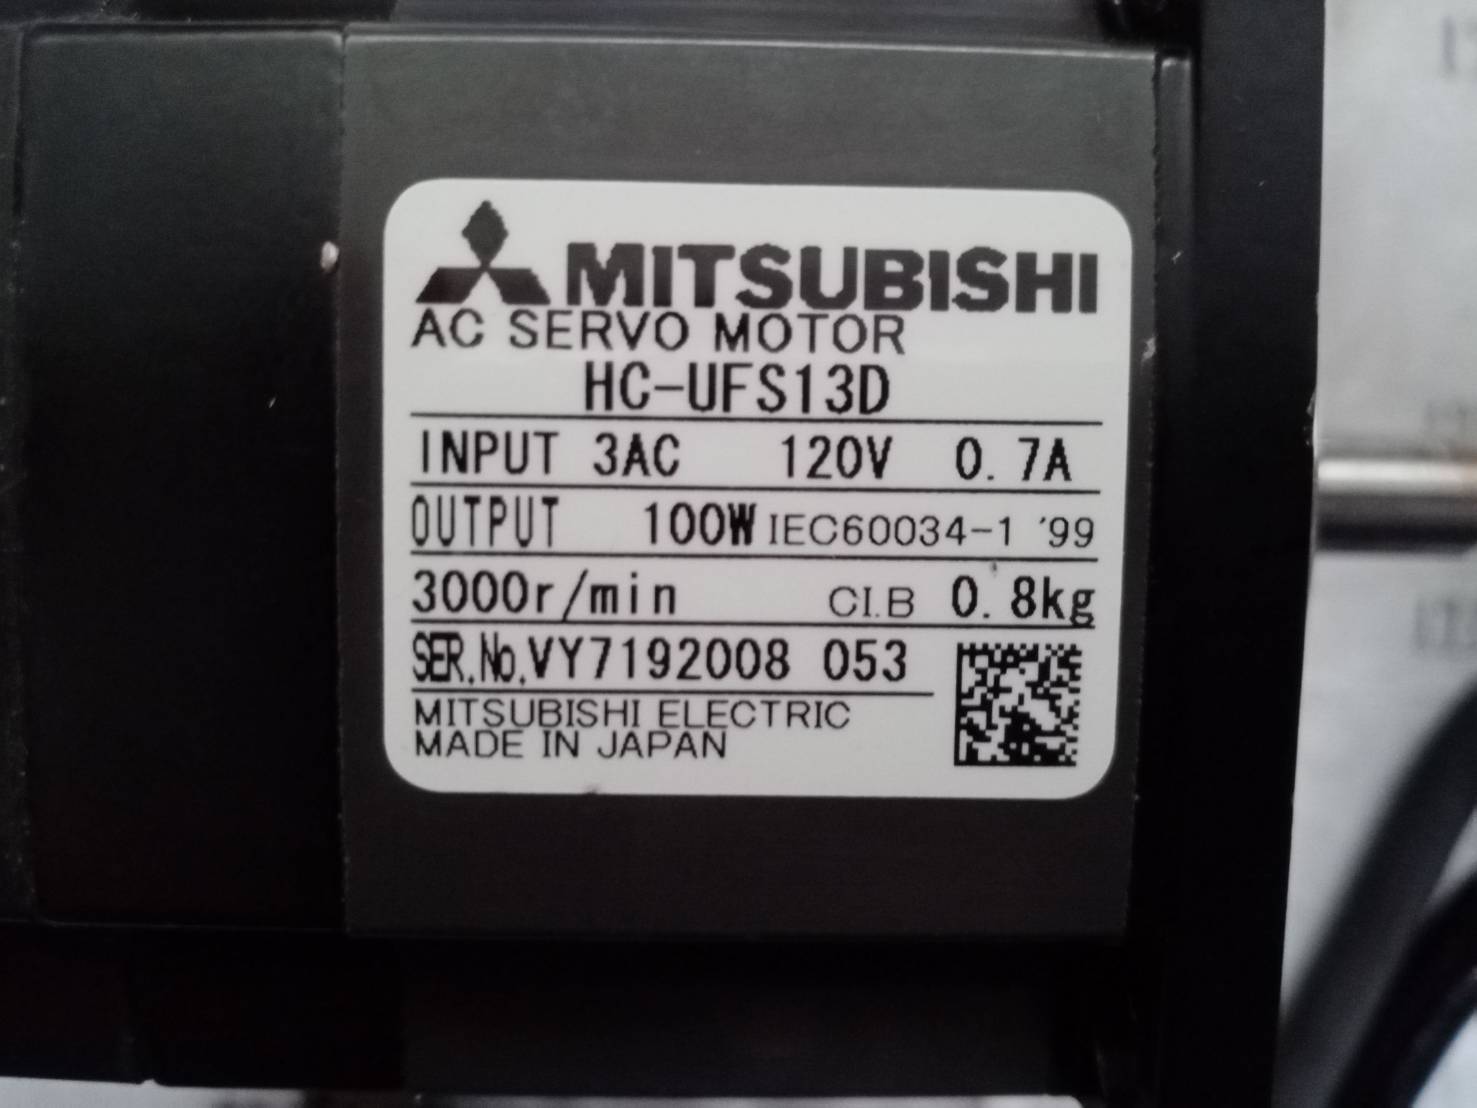 MITSUBISHI
AC SERVO MOTOR
HC-UFS13D
INPUT 3AC 120V 0.7A
OUTPUT 100W IEC60034-1 '99
3000r/min CI.B 0.8kg
SER.No.VY7192008 053
MITSUBISHI ELECTRIC
MADE IN JAPAN